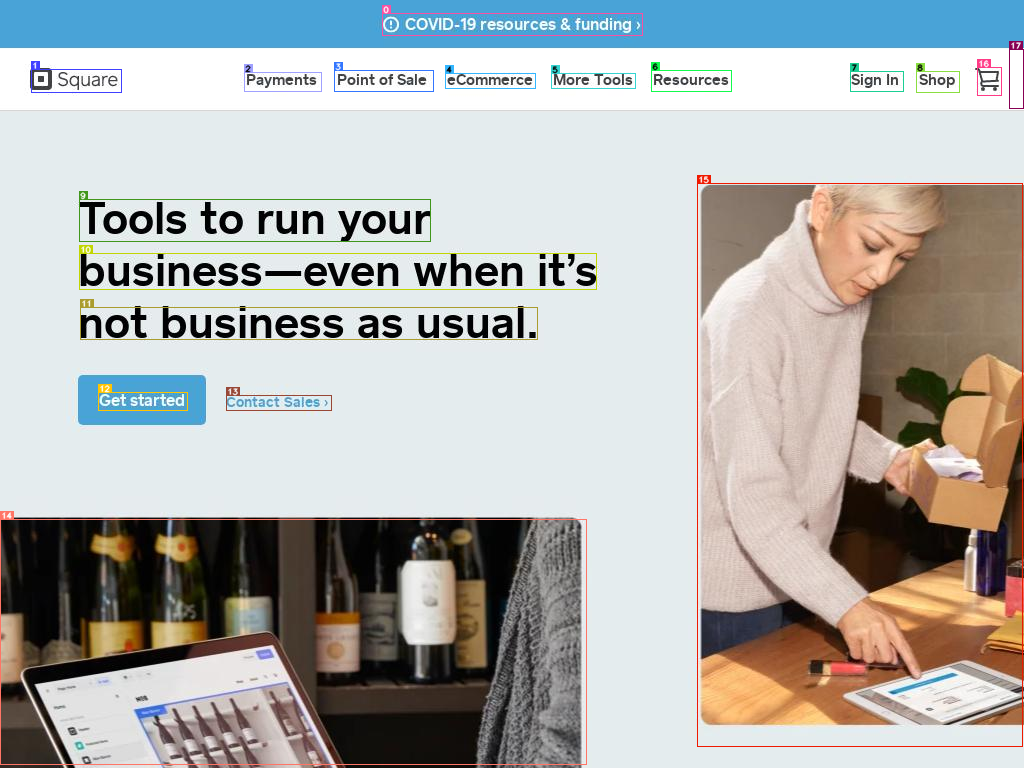 COVID-19 resources & funding ›
Square
Payments
Point of Sale
eCommerce
More Tools
Resources
Sign In
Shop
Tools to run your
business—even when it’s
not business as usual.
Get started
Contact Sales ›
0
1
2
3
4
5
6
7
8
9
10
11
12
13
14
15
16
17